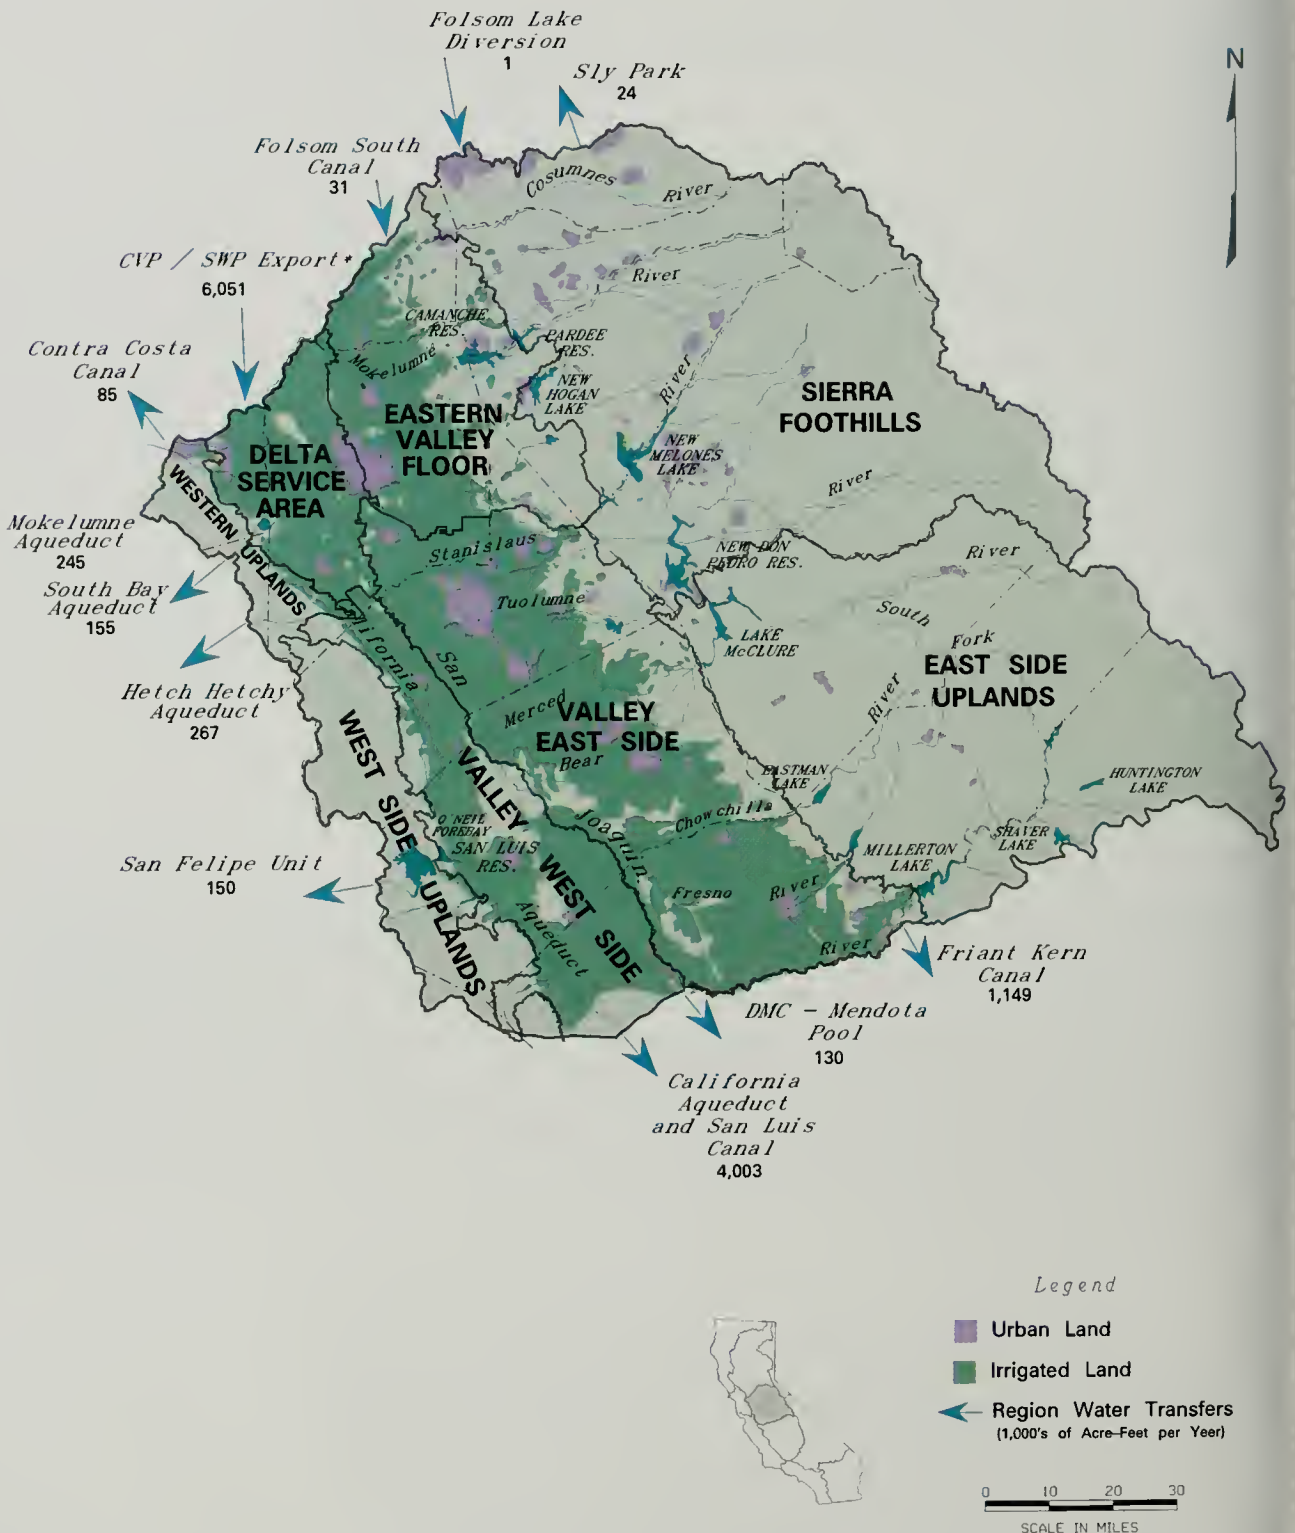 Folsom Lake
Diversion
1
Sly Park
24
N
Folsom South
Canal
31
CVP / SWP Export*
6,051
Contra Costa
Canal
85
Cosumnes River
River
CAMANCHE
RES.
PARDEE
RES.
Mokelumne
NEW
HOGAN
LAKE
River
SIERRA
FOOTHILLS
EASTERN
VALLEY
FLOOR
DELTA
SERVICE
AREA
NEW
MELONES
LAKE
WESTERN UPLANDS
River
Mokelumne
Aqueduct
245
South Bay
Aqueduct
155
Hetch Hetchy
Aqueduct
267
Stanislaus
NEW DON
PEDRO RES.
River
Tuolumne
South
Fork
LAKE
McCLURE
California
San
EAST SIDE
UPLANDS
River
Merced
VALLEY
EAST SIDE
Bear
WEST SIDE UPLANDS
VALLEY WEST SIDE
EASTMAN
LAKE
HUNTINGTON
LAKE
Chowchilla
Joaquin
O'NEIL
FOREBAY
SAN LUIS
RES.
MILLERTON
LAKE
SHAVER
LAKE
San Felipe Unit
150
Fresno
River
Aqueduct
River
Friant Kern
Canal
1,149
DMC - Mendota
Pool
130
California
Aqueduct
and San Luis
Canal
4,003
Legend
Urban Land
Irrigated Land
Region Water Transfers
(1,000's of Acre-Feet per Yeer)
0 10 20 30
SCALE IN MILES